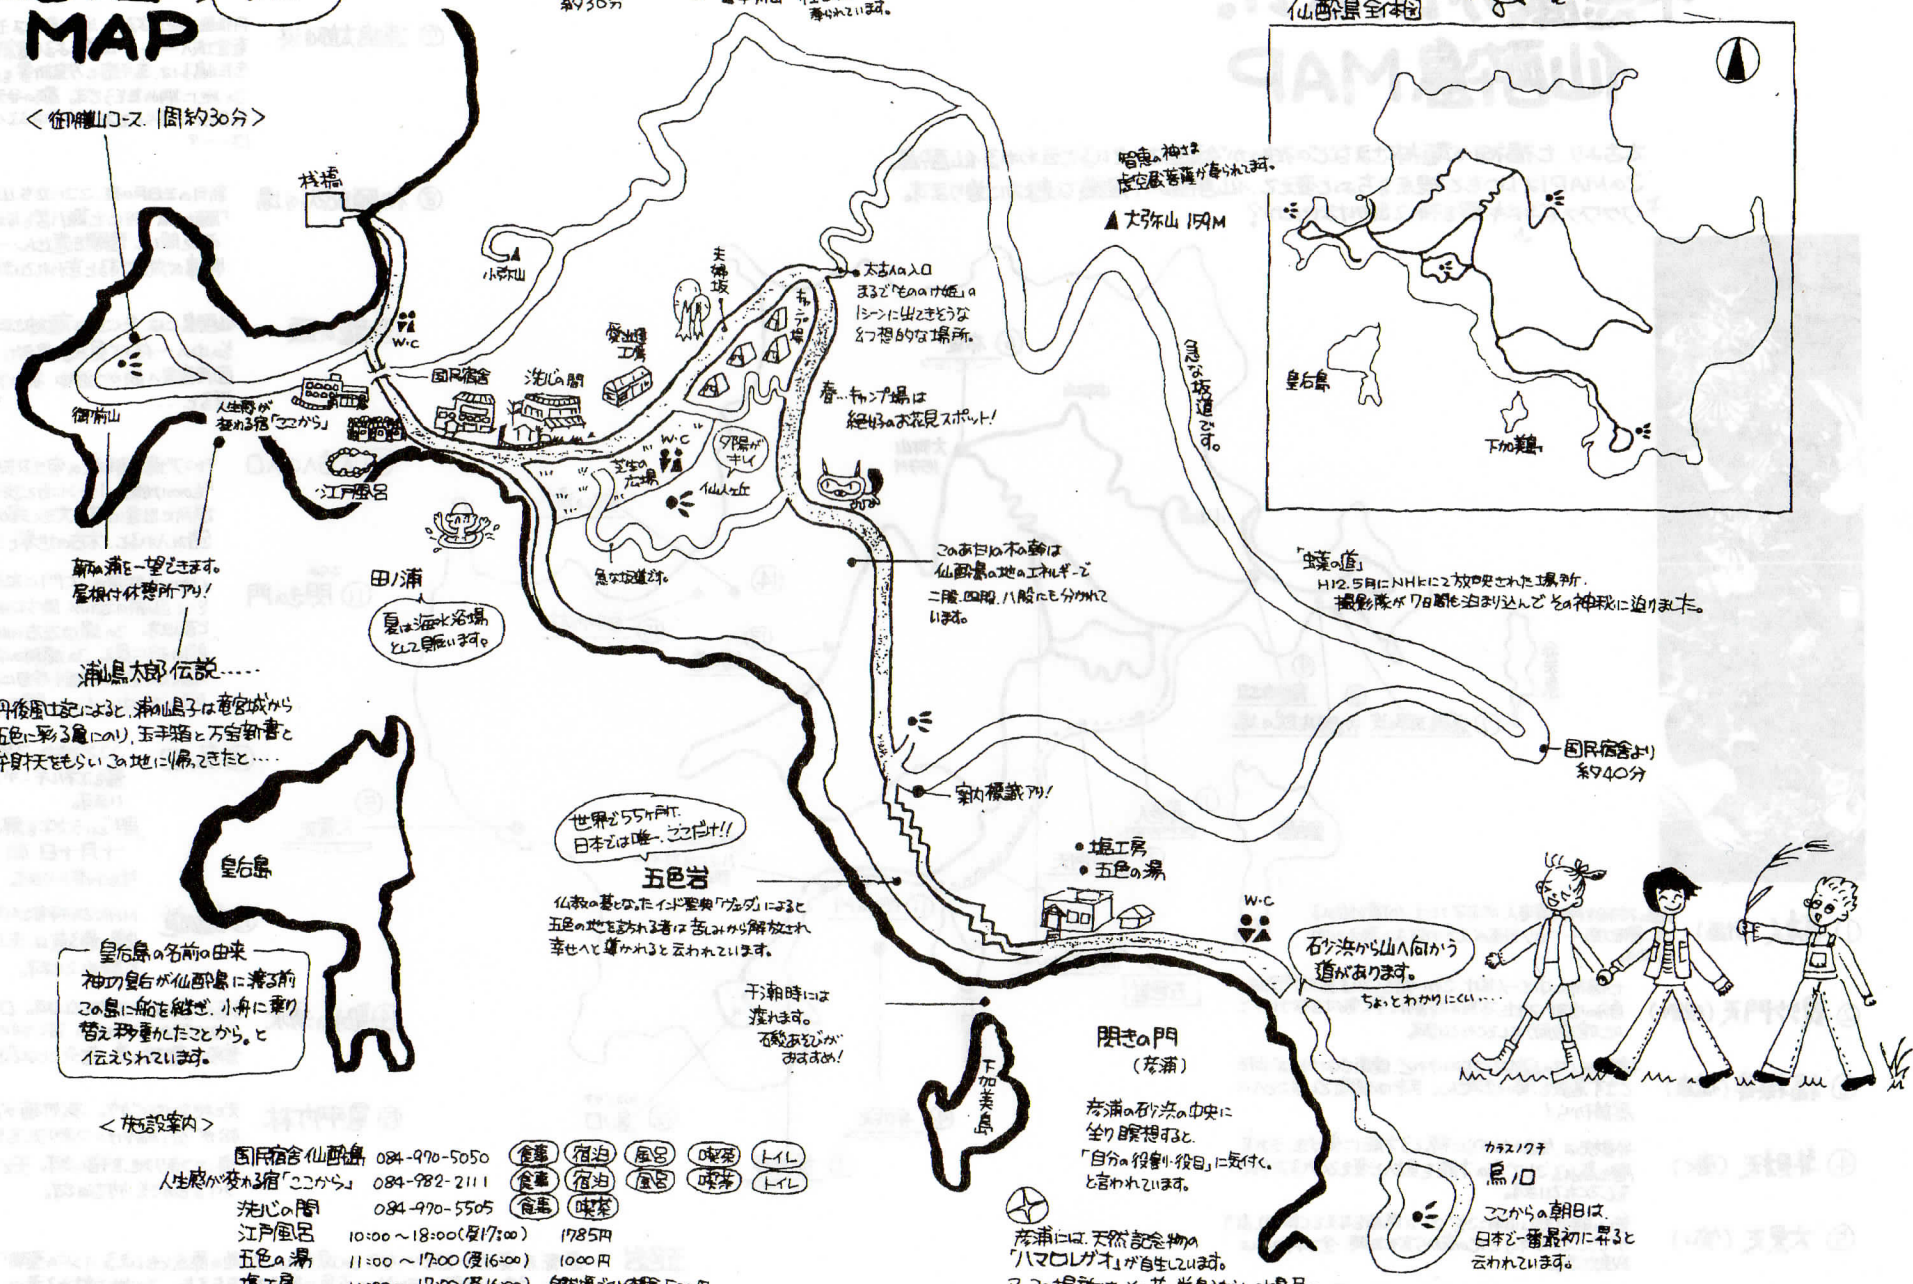 MAP
約30分
仙酔島全体図
<御膳山コース、1周約30分>
桟橋
W・C
小弥山
夫婦坂
キャンプ場
太古の入口
まるで「もののけ姫」の
1シーンに出てきそうな
幻想的な場所。
智恵の神さま
虚空蔵菩薩が奉られてます。
▲大弥山 159M
急な坂道です。
皇后島
下加美島
御前山
人生感が
変わる宿「ここから」
国民宿舎
洗心の間
工房
江戸風呂
芝生の
広場
W・C
夕陽が
キレイ
仙人ヶ丘
春…キャンプ場は
絶好のお花見スポット!
急な坂道です。
鞆の浦を一望できます。
屋根付休憩所アリ!
田ノ浦
夏は海水浴場
として賑います。
このあたりの木の幹は
仙酔島の地のエネルギーで
二股、四股、八股にも分かれて
います。
H12.5月にNHKにて放映された場所。
撮影隊が7日間も泊まり込んでその神秘に迫りました。
国民宿舎より
約40分
案内標識アリ!
浦嶋太郎伝説……
丹後風土記によると、浦の嶋子は竜宮城から
五色に彩る亀にのり、玉手箱と万宝新書と
弁財天をもらいこの地に帰ってきたと….
皇后島
皇后島の名前の由来
神功皇后が仙酔島に渡る前
この島に船を継ぎ、小舟に乗り
替え移動したことから。と
伝えられています。
世界で55ヶ所、
日本では唯一、ここだけ!!
五色岩
仏教の基となったインド聖典「ヴェダ」によると
五色の地を訪れる者は苦しみから解放され
幸せへと導かれると云われています。
・塩工房
・五色の湯
W・C
石砂浜から山へ向かう
道があります。
ちょっとわかりにくい….
干潮時には
渡れます。
磯あそびが
おすすめ!
下加美島
閃きの門
(彦浦)
彦浦の石砂浜の中央に
坐り瞑想すると、
「自分の役割・役目」に気付く。
と言われています。
彦浦には、天然記念物の
が自生しています。
カラスノクチ
烏ノ口
ここからの朝日は、
日本で一番最初に昇ると
云われています。
<施設案内>
国民宿舎仙酔島 084-970-5050 食事 宿泊 風呂 喫茶 トイレ
人生感が変わる宿「ここから」 084-982-2111 食事 宿泊 風呂 喫茶 トイレ
洗心の間 084-970-5505 食事 喫茶
江戸風呂 10:00〜18:00(受17:00) 1785円
五色の湯 11:00〜17:00(受16:00) 1000円